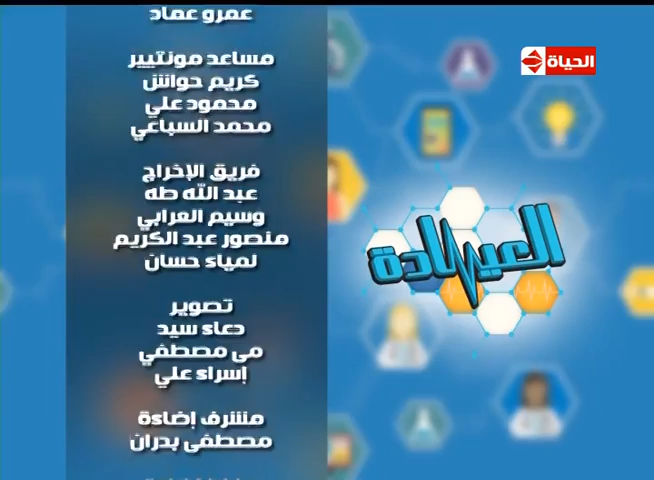 عمرو عماد
مساعد مونتيير
كريم حواش
محمود علي
محمد السباعي
فريق الإخراج
عبد الله طه
وسيم العرابي
منصور عبد الكريم
لمياء حسان
تصوير
دعاء سيد
مى مصطفي
إسراء علي
مشرف إضاءة
مصطفى بدران
الحياة
العيادة